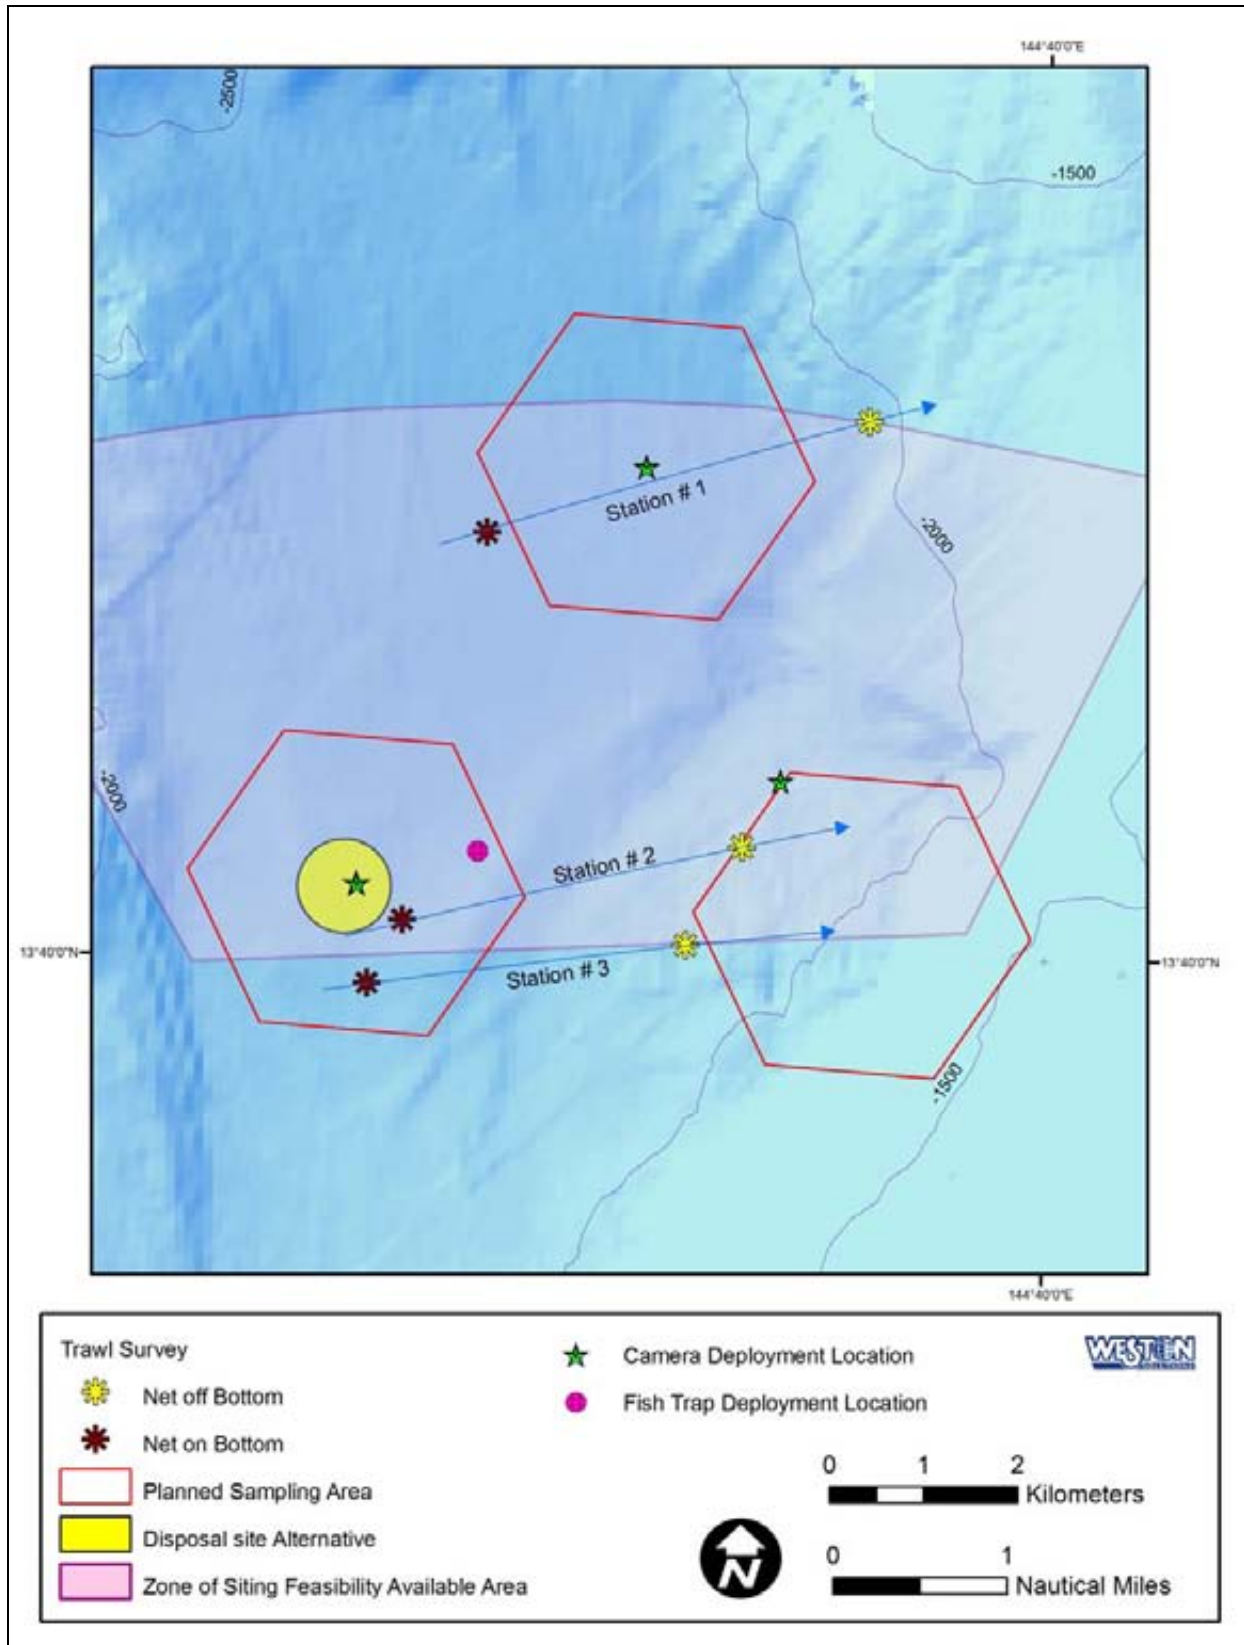 144°40'0"E
-2500
-1500
Station # 1
-2000
-2000
Station # 2
13°40'0"N
Station # 3
13°40'0"N
-1500
144°40'0"E
Trawl Survey
Net off Bottom
Net on Bottom
Planned Sampling Area
Disposal site Alternative
Zone of Siting Feasibility Available Area
Camera Deployment Location
Fish Trap Deployment Location
WESTON
0 1 2
Kilometers
N
0 1
Nautical Miles